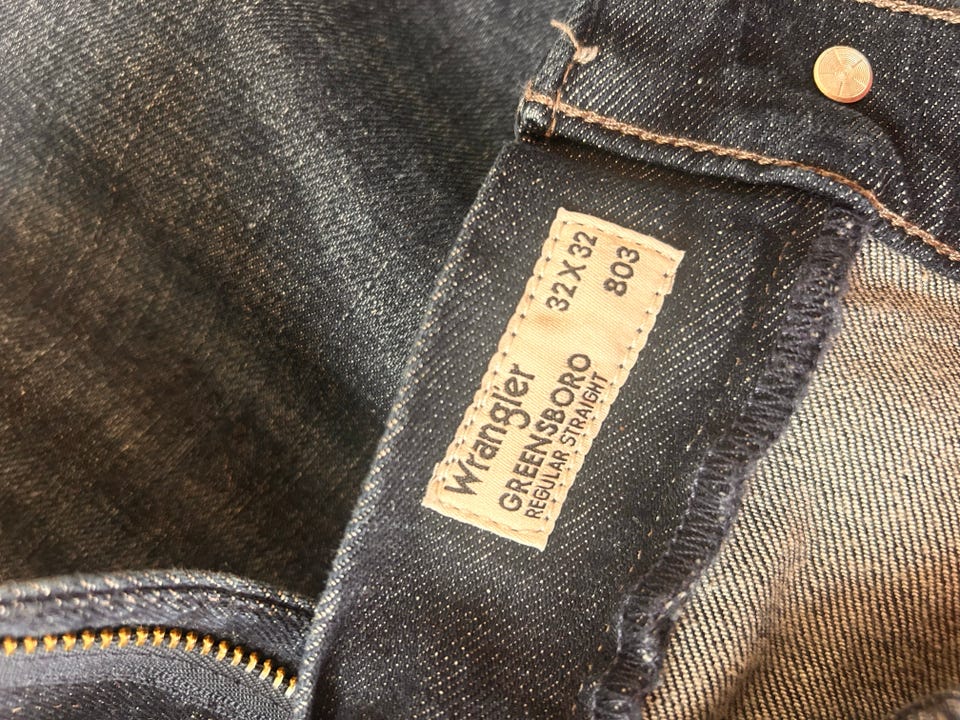 Wrangler 32 X 32
GREENSBORO 803
REGULAR STRAIGHT